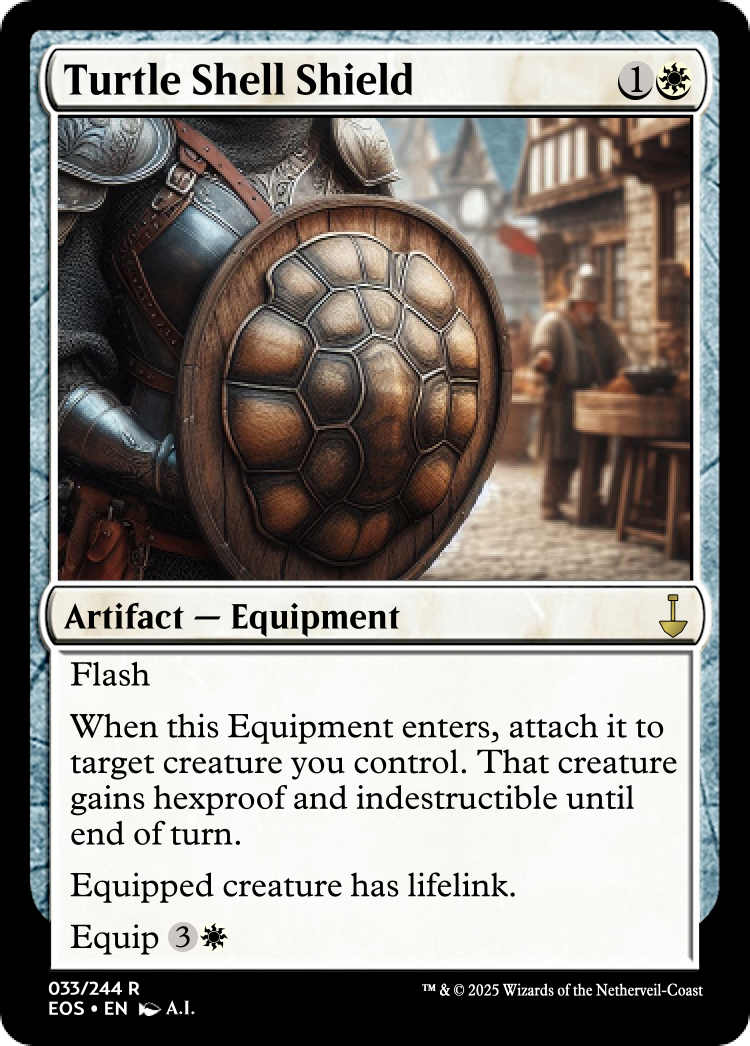 Turtle Shell Shield 1
Artifact — Equipment
Flash
When this Equipment enters, attach it to
target creature you control. That creature
gains hexproof and indestructible until
end of turn.
Equipped creature has lifelink.
Equip 3
033/244 R
EOS • EN A.I.
™ & © 2025 Wizards of the Netherveil-Coast